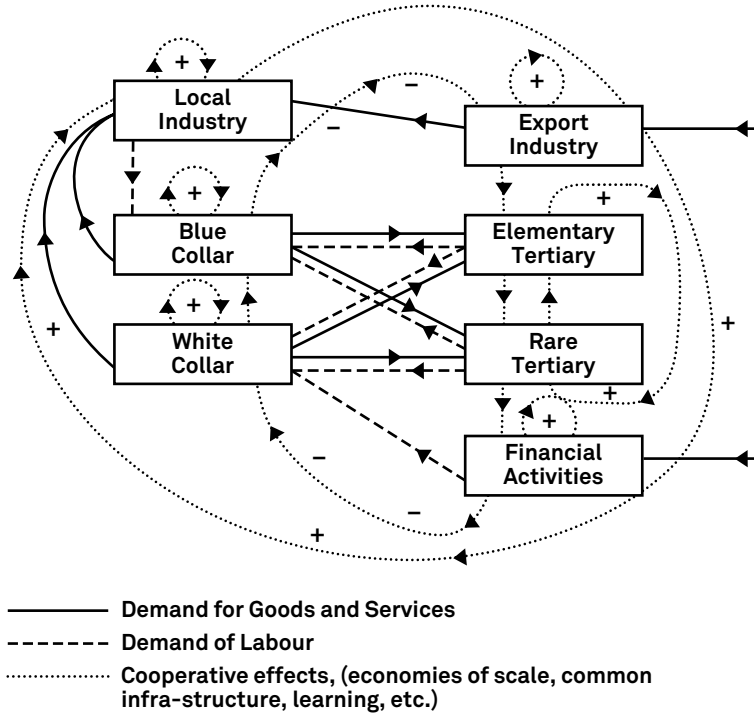 +
+
−
−
Local
Industry
Export
Industry
+
+
Blue
Collar
Elementary
Tertiary
+
+
+
White
Collar
Rare
Tertiary
+
+
Financial
Activities
−
−
+
Demand for Goods and Services
Demand of Labour
Cooperative effects, (economies of scale, common
infra-structure, learning, etc.)